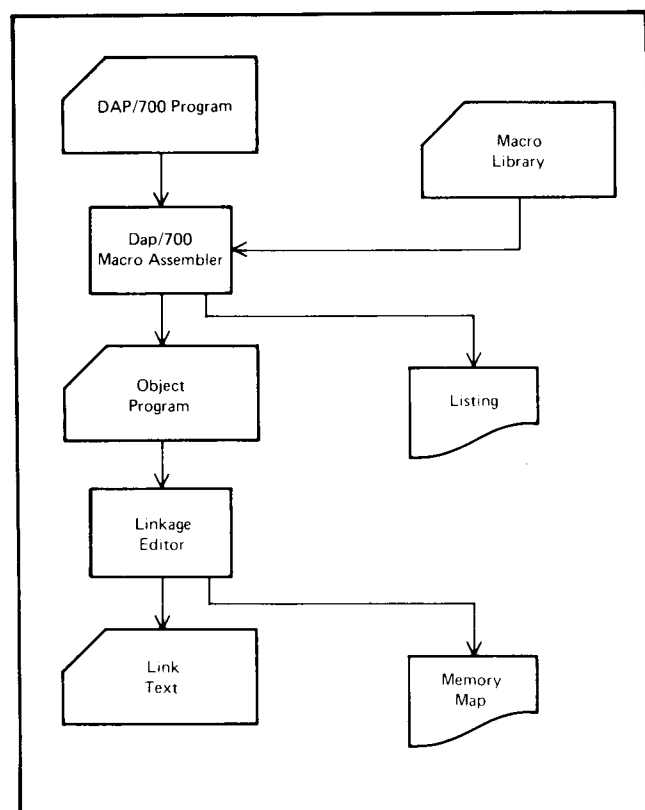 DAP/700 Program
Macro
Library
Dap/700
Macro Assembler
Object
Program
Listing
Linkage
Editor
Link
Text
Memory
Map